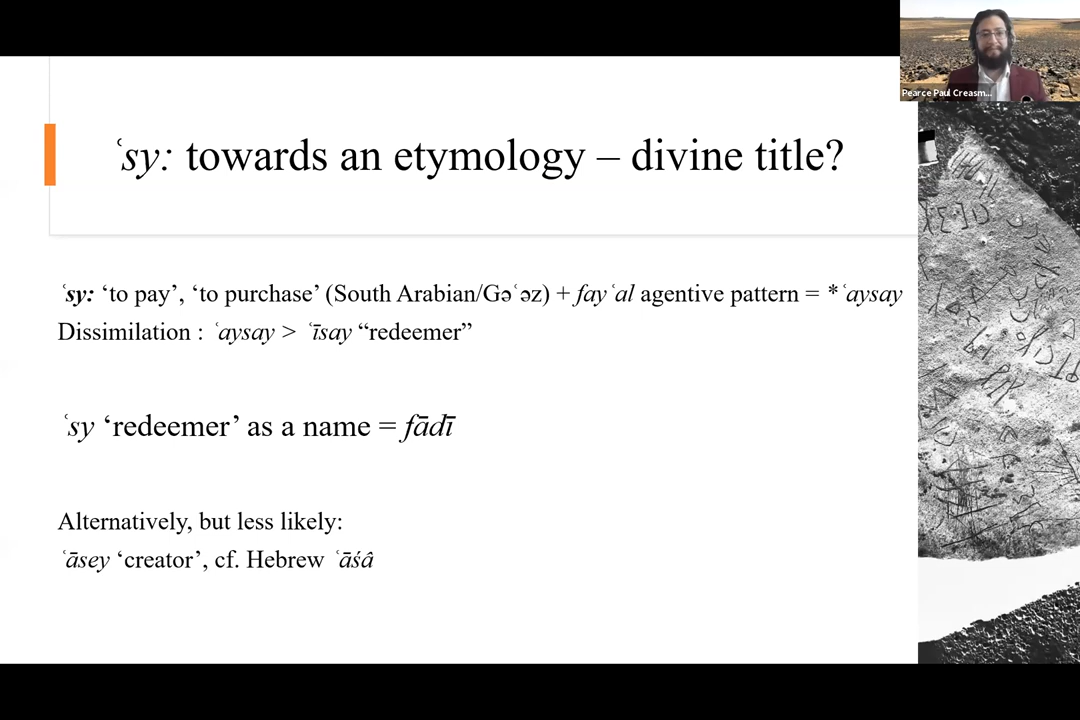 ʿsy: towards an etymology – divine title?
ʿsy: ‘to pay’, ‘to purchase’ (South Arabian/Gəʿəz) + fayʿal agentive pattern = *ʿaysay
Dissimilation : ʿaysay > ʿīsay “redeemer”
ʿsy ‘redeemer’ as a name = fādī
Alternatively, but less likely:
ʿāsey ‘creator’, cf. Hebrew ʿāśâ
Pearce Paul Creasm...